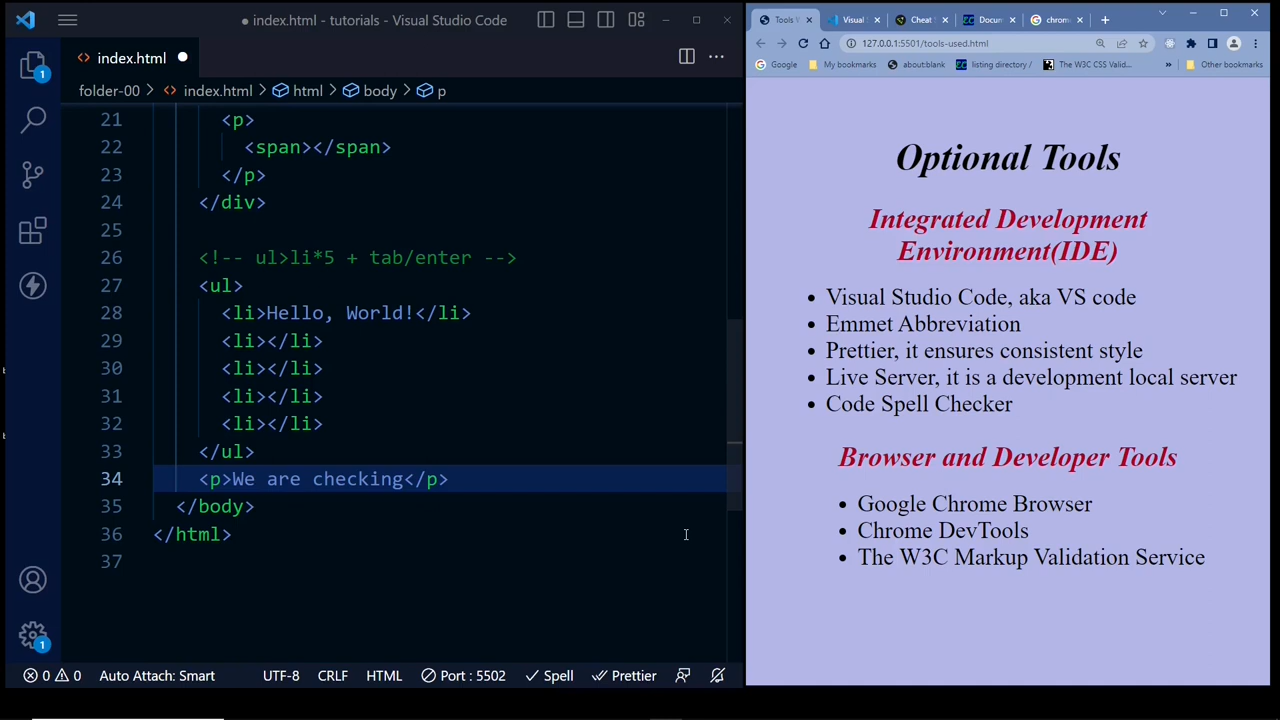 ● index.html - tutorials - Visual Studio Code
index.html ●
folder-00 > index.html > html > body > p
21 <p>
22 <span></span>
23 </p>
24 </div>
25
26 <!-- ul>li*5 + tab/enter -->
27 <ul>
28 <li>Hello, World!</li>
29 <li></li>
30 <li></li>
31 <li></li>
32 <li></li>
33 </ul>
34 <p>We are checking</p>
35 </body>
36 </html>
37
1
1
0 0 Auto Attach: Smart UTF-8 CRLF HTML Port : 5502 Spell Prettier
Tools Visual Cheat S Docum chrome
127.0.0.1:5501/tools-used.html
Google My bookmarks about:blank listing directory / The W3C CSS Valid... » Other bookmarks
Optional Tools
Integrated Development
Environment(IDE)
• Visual Studio Code, aka VS code
• Emmet Abbreviation
• Prettier, it ensures consistent style
• Live Server, it is a development local server
• Code Spell Checker
Browser and Developer Tools
• Google Chrome Browser
• Chrome DevTools
• The W3C Markup Validation Service